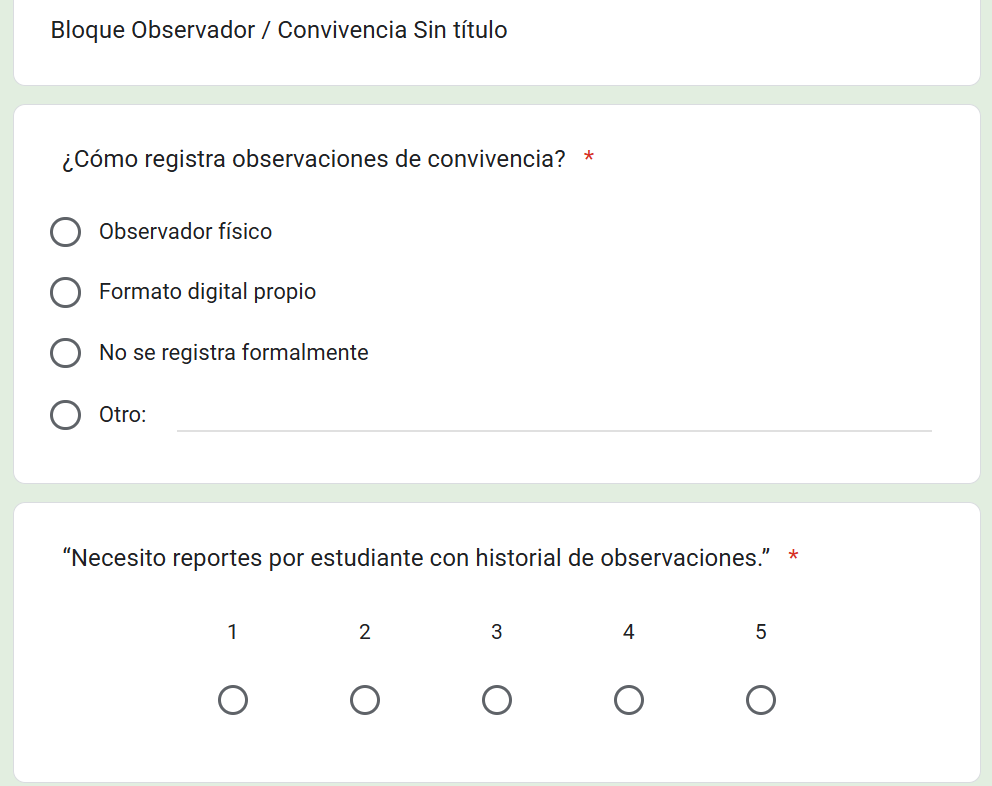 Bloque Observador / Convivencia Sin título
¿Cómo registra observaciones de convivencia? *
Observador físico
Formato digital propio
No se registra formalmente
Otro:
“Necesito reportes por estudiante con historial de observaciones.” *
1 2 3 4 5